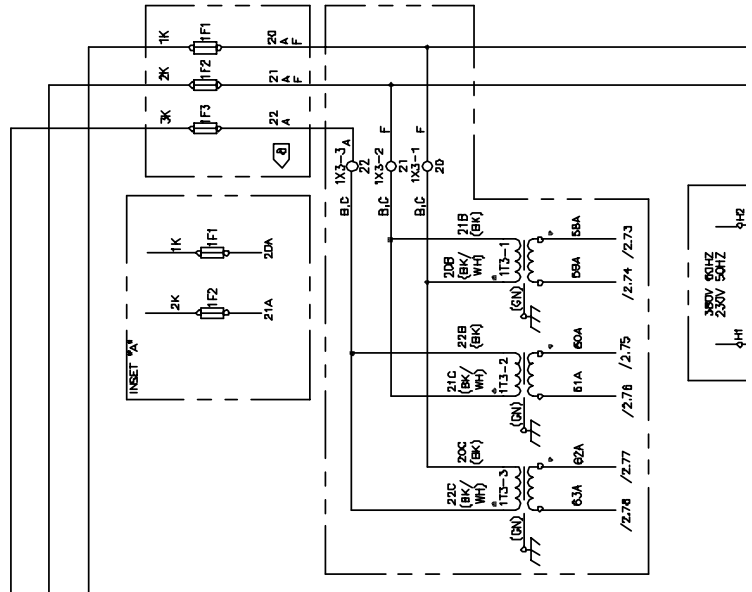 1K
1F1
20
A
F
2K
1F2
21
A
F
3K
1F3
22
A
1X3-3
A
22
1X3-2
F
21
1X3-1
F
20
B,C
B,C
B,C
INSET "A"
1K
1F1
20A
2K
1F2
21A
21B
(BK)
20B
(BK/
WH)
1T3-1
(GN)
58A
59A
/2.73
/2.74
22B
(BK)
21C
(BK/
WH)
1T3-2
(GN)
60A
61A
/2.75
/2.76
20C
(BK)
22C
(BK/
WH)
1T3-3
(GN)
62A
63A
/2.77
/2.78
380V 60HZ
230V 50HZ
H2
H1